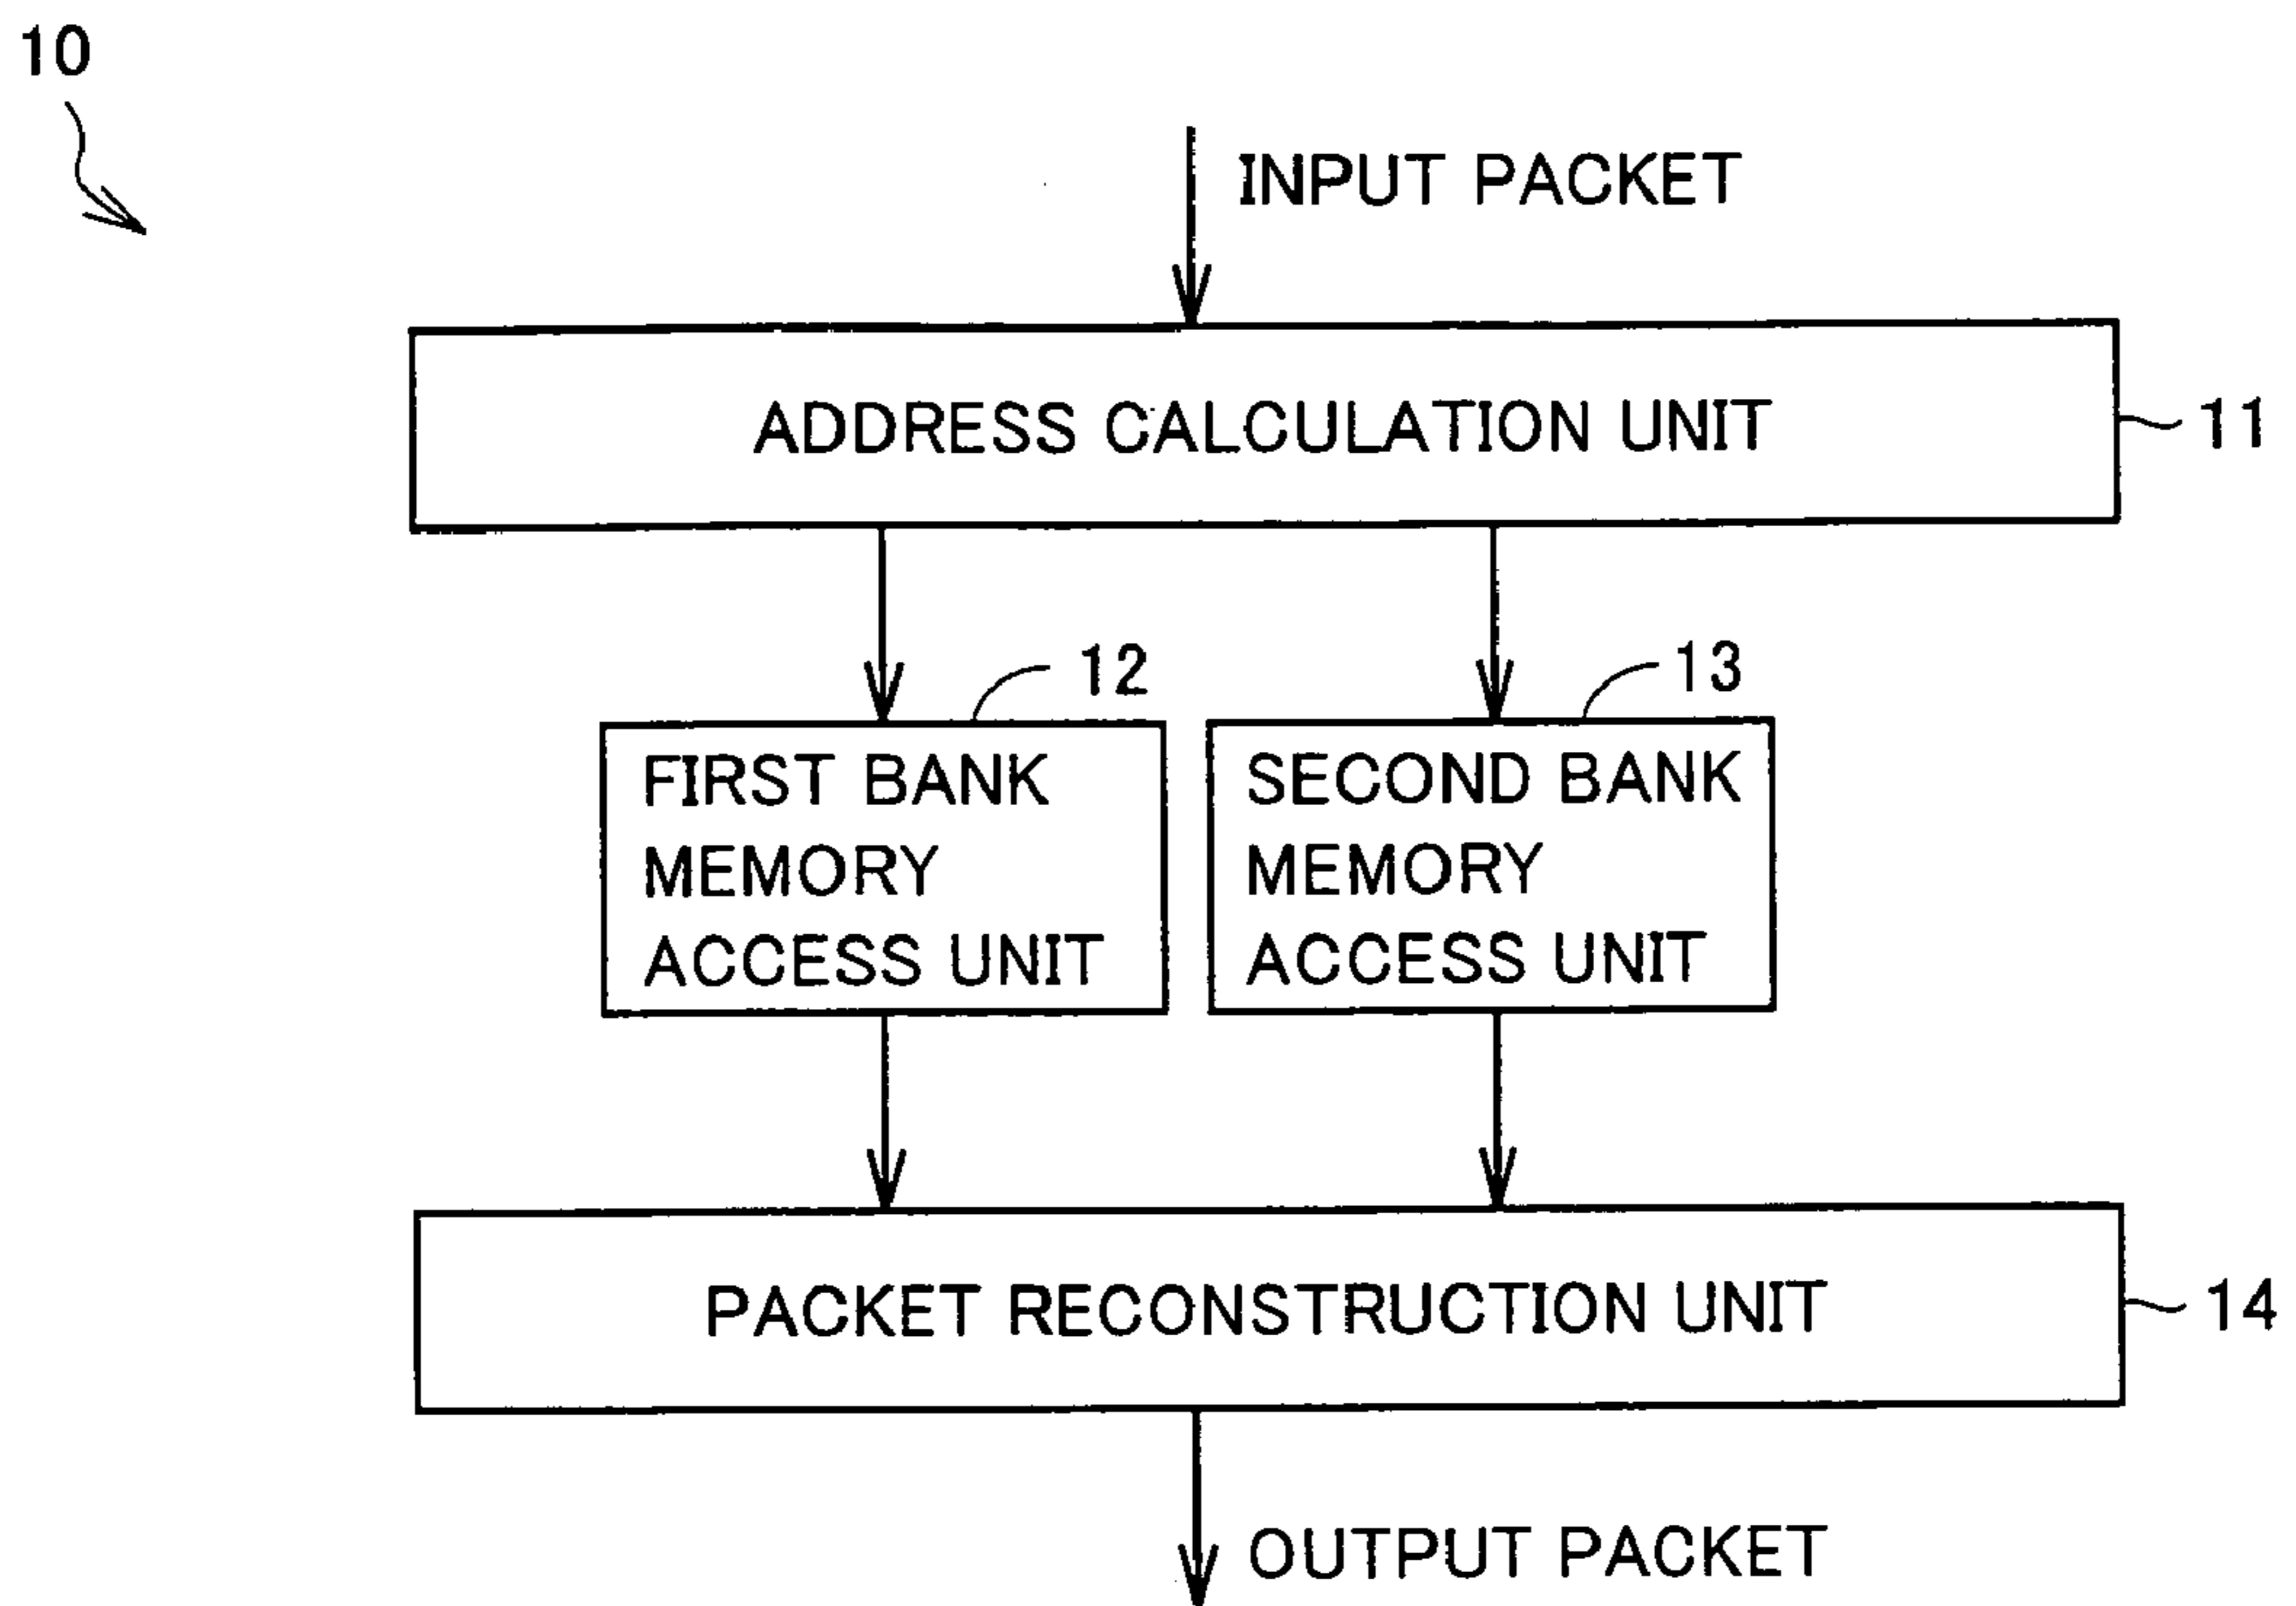 10
INPUT PACKET
ADDRESS CALCULATION UNIT
11
12
13
FIRST BANK
MEMORY
ACCESS UNIT
SECOND BANK
MEMORY
ACCESS UNIT
PACKET RECONSTRUCTION UNIT
14
OUTPUT PACKET